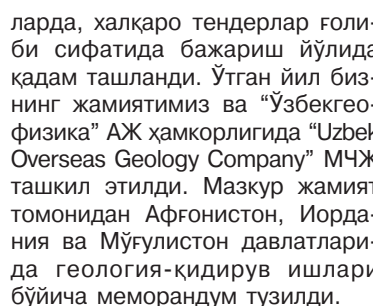 ларда, халқаро тендерлар ғоли-
би сифатида бажариш йўлида
қадам ташланди. Ўтган йил биз-
нинг жамиятимиз ва “Ўзбекгео-
физика” АЖ ҳамкорлигида “Uzbek
Overseas Geology Company” МЧЖ
ташкил этилди. Мазкур жамият
томонидан Афғонистон, Иорда-
ния ва Мўғулистон давлатлари-
да геология-қидирув ишлари
бўйича меморандум тузилди.